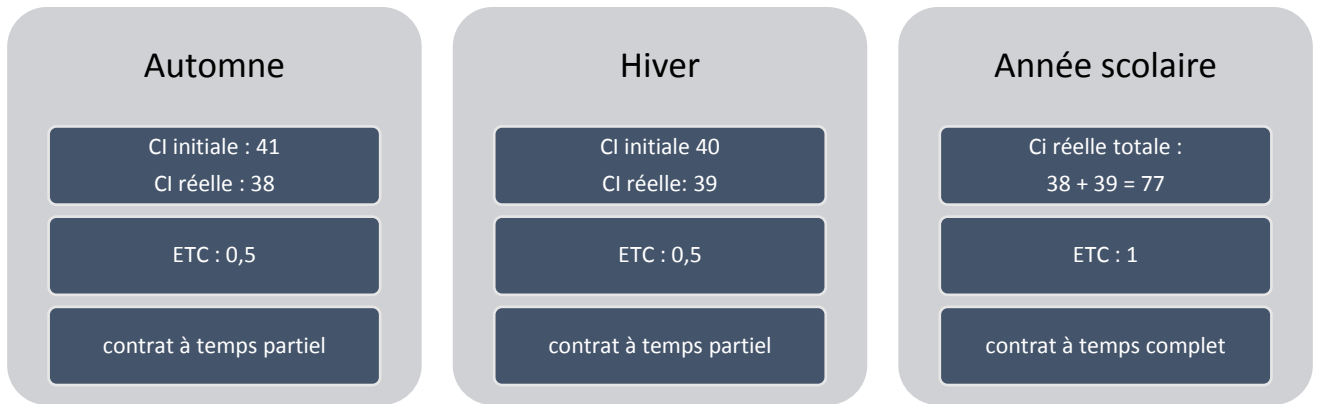 Automne
CI initiale : 41
CI réelle : 38
ETC : 0,5
contrat à temps partiel
Hiver
CI initiale 40
CI réelle: 39
ETC : 0,5
contrat à temps partiel
Année scolaire
Ci réelle totale :
38 + 39 = 77
ETC : 1
contrat à temps complet